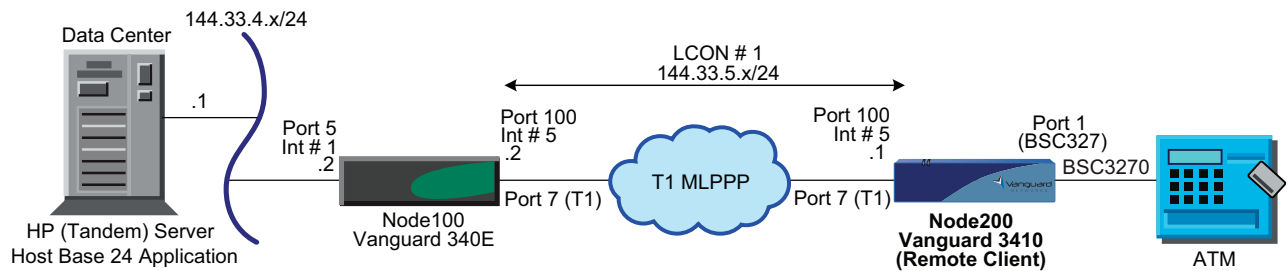 144.33.4.x/24
Data Center
.1
HP (Tandem) Server
Host Base 24 Application
Port 5
Int # 1
.2
Node100
Vanguard 340E
Port 100
Int # 5
.2
Port 7 (T1)
LCON # 1
144.33.5.x/24
T1 MLPPP
Port 100
Int # 5
.1
Port 7 (T1)
Vanguard
NETWORKS
Node200
Vanguard 3410
(Remote Client)
Port 1
(BSC327)
BSC3270
ATM